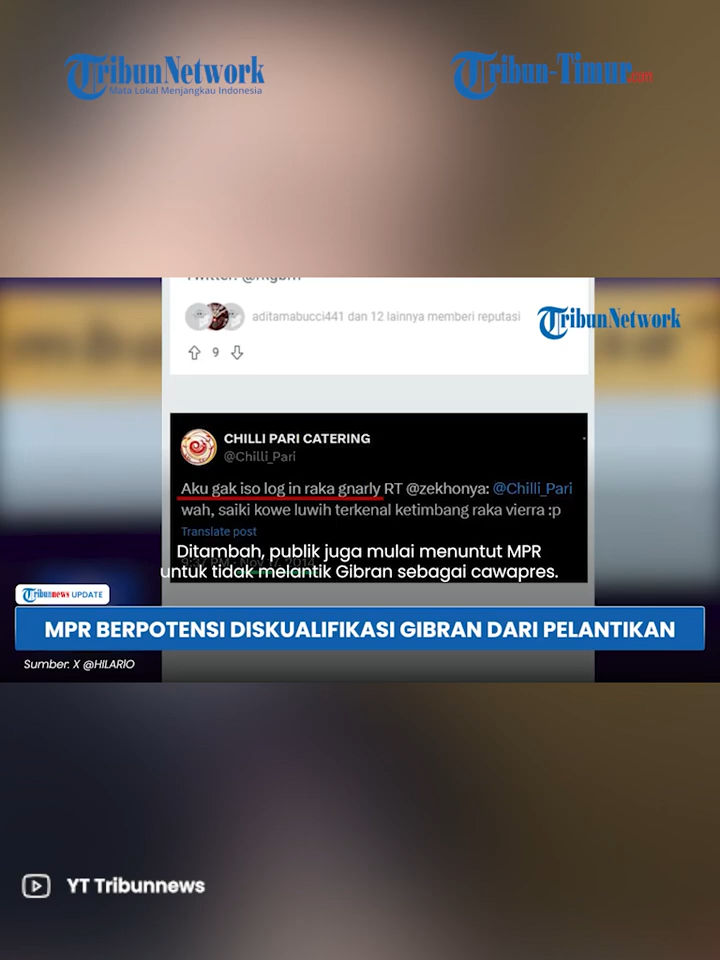 TribunNetwork
Mata Lokal Menjangkau Indonesia
Tribun-Timur.com
aditamabucci441 dan 12 lainnya memberi reputasi
TribunNetwork
9
CHILLI PARI CATERING
@Chilli_Pari
Aku gak iso log in raka gnarly RT @zekhonya: @Chilli_Pari
wah, saiki kowe luwih terkenal ketimbang raka vierra :p
Translate post
Ditambah, publik juga mulai menuntut MPR
untuk tidak melantik Gibran sebagai cawapres.
Tribunnews UPDATE
MPR BERPOTENSI DISKUALIFIKASI GIBRAN DARI PELANTIKAN
Sumber: X @HILARIO
YT Tribunnews